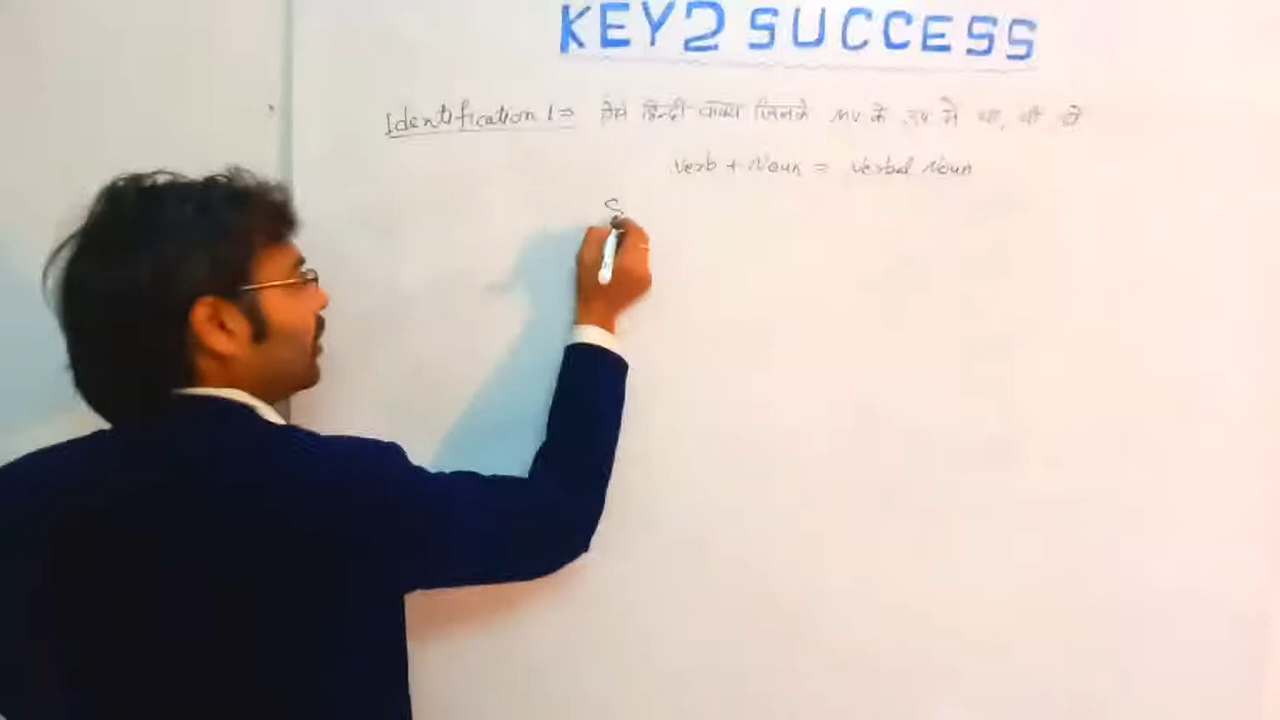 KEY2 SUCCESS
Identification 1⇒ ऐसे हिन्दी वाक्य जिनके MV के रूप में था, थी थे
Verb + Noun = Verbal Noun
S